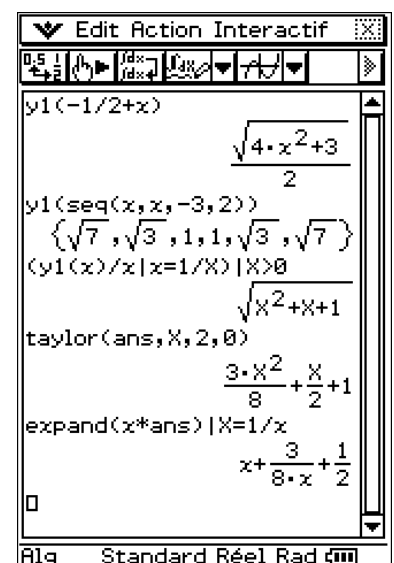 Edit Action Interactif
y1(-1/2+x)
√(4·x²+3)/2
y1(seq(x,x,-3,2))
{√7,√3,1,1,√3,√7}
(y1(x)/x|x=1/X)|X>0
√(X²+X+1)
taylor(ans,X,2,0)
3·X²/8+X/2+1
expand(x*ans)|X=1/x
x+3/(8·x)+1/2
Alg Standard Réel Rad